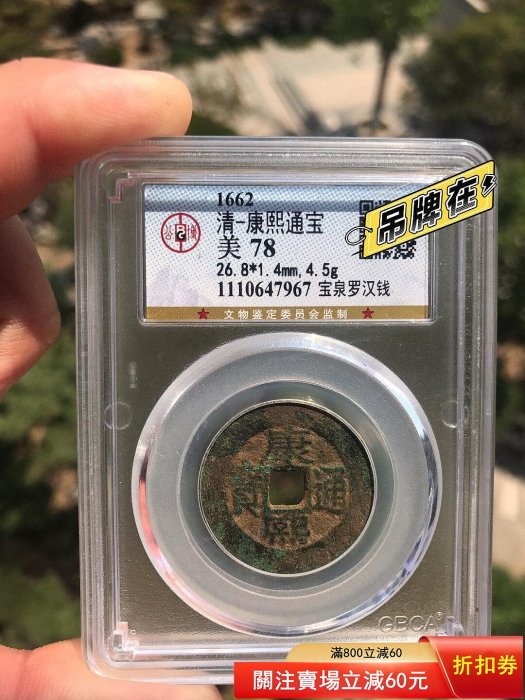 1662
清-康熙通宝
美 78
26.8*1.4mm,4.5g
1110647967 宝泉罗汉钱
★ 文物鉴定委员会监制 ★
吊牌在
康熙通寳
GBCA
滿800立減60
關注賣場立減60元
折扣券